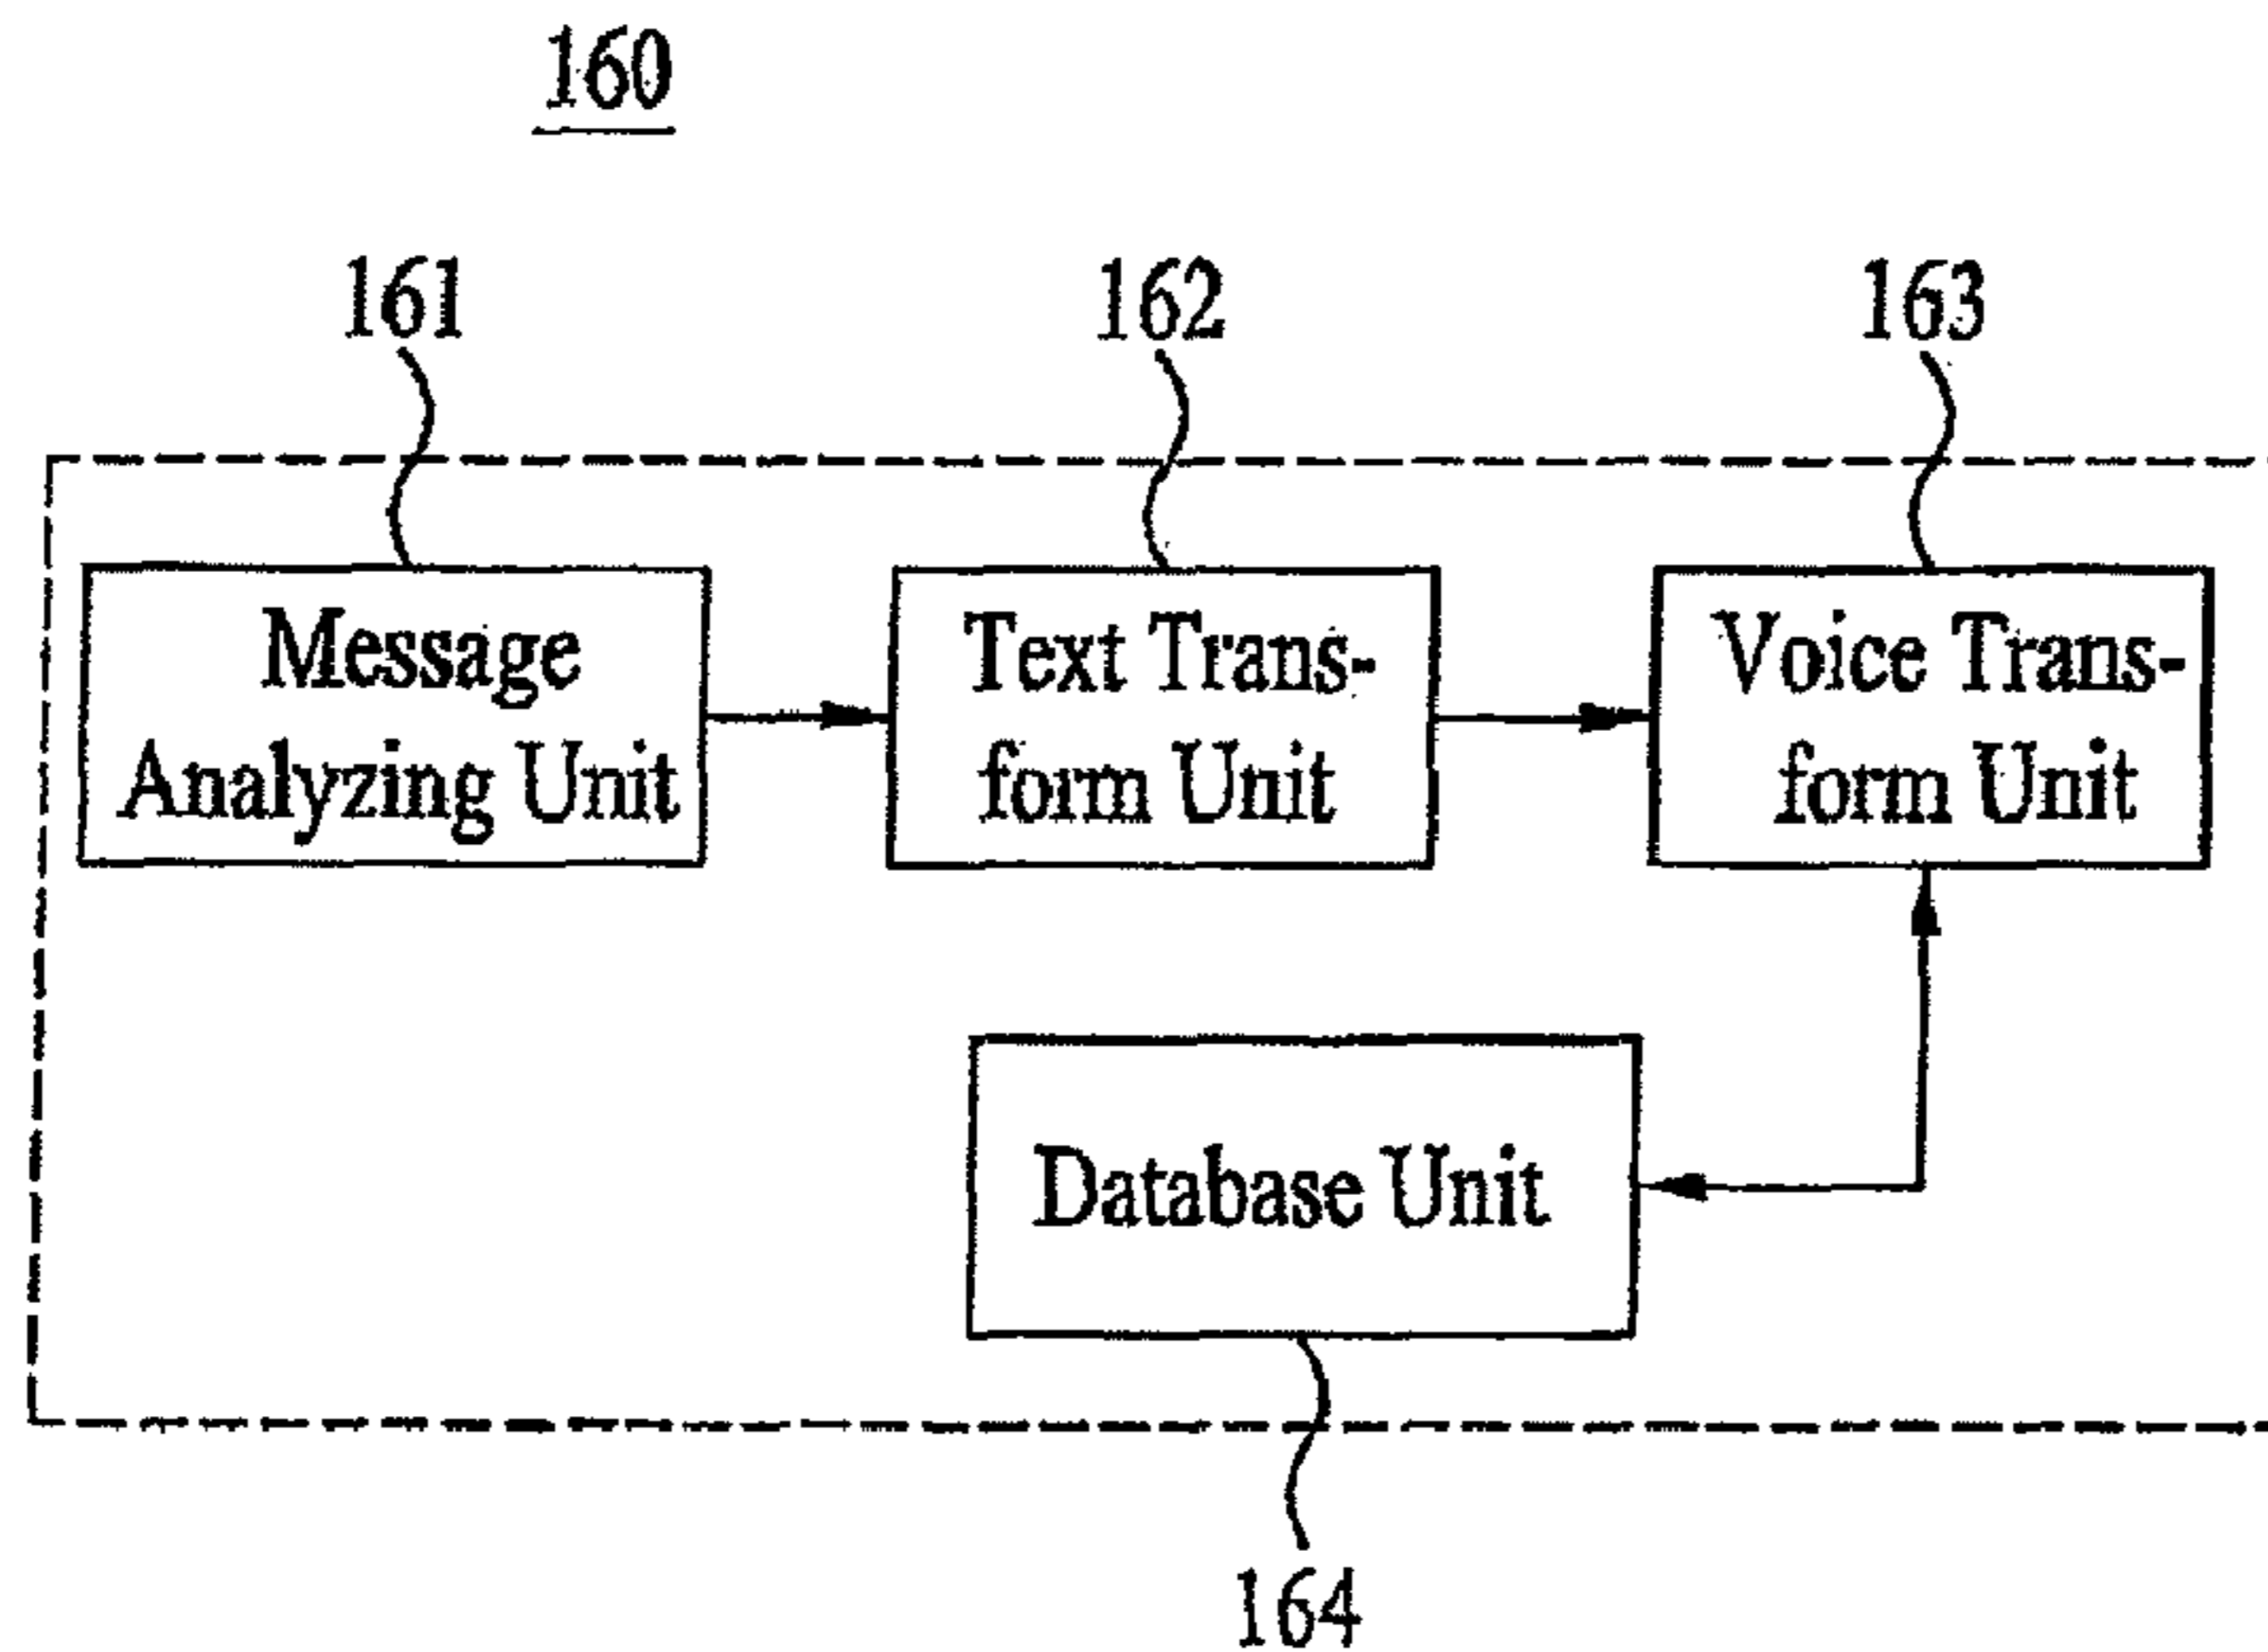 160
161
162
163
Message
Analyzing Unit
Text Trans-
form Unit
Voice Trans-
form Unit
Database Unit
164